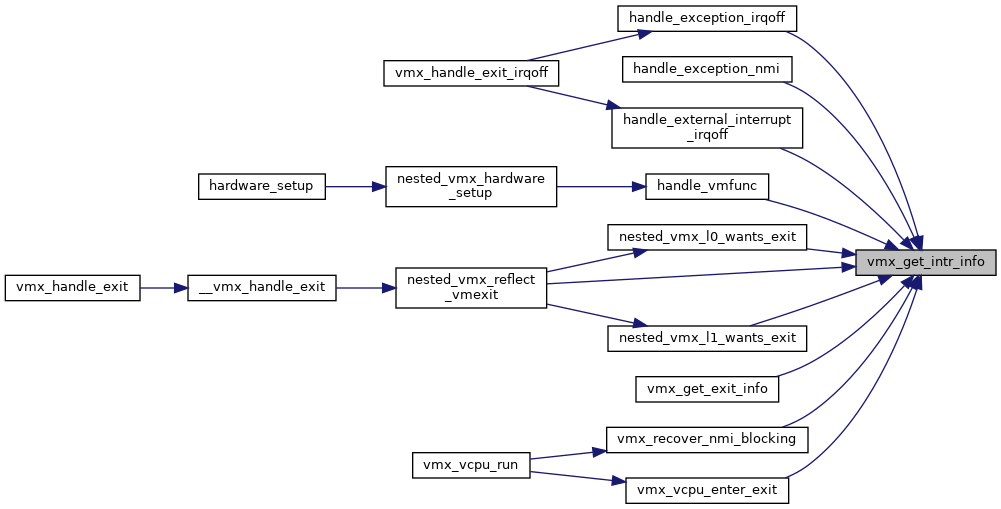 handle_exception_irqoff
handle_exception_nmi
vmx_handle_exit_irqoff
handle_external_interrupt
_irqoff
hardware_setup
nested_vmx_hardware
_setup
handle_vmfunc
nested_vmx_l0_wants_exit
vmx_get_intr_info
vmx_handle_exit
__vmx_handle_exit
nested_vmx_reflect
_vmexit
nested_vmx_l1_wants_exit
vmx_get_exit_info
vmx_recover_nmi_blocking
vmx_vcpu_run
vmx_vcpu_enter_exit